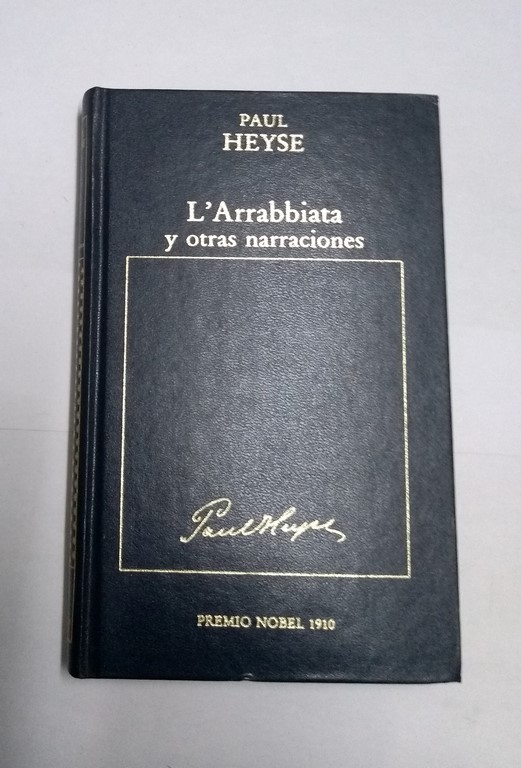 PAUL
HEYSE
L'Arrabbiata
y otras narraciones
Paul Heyse
PREMIO NOBEL 1910